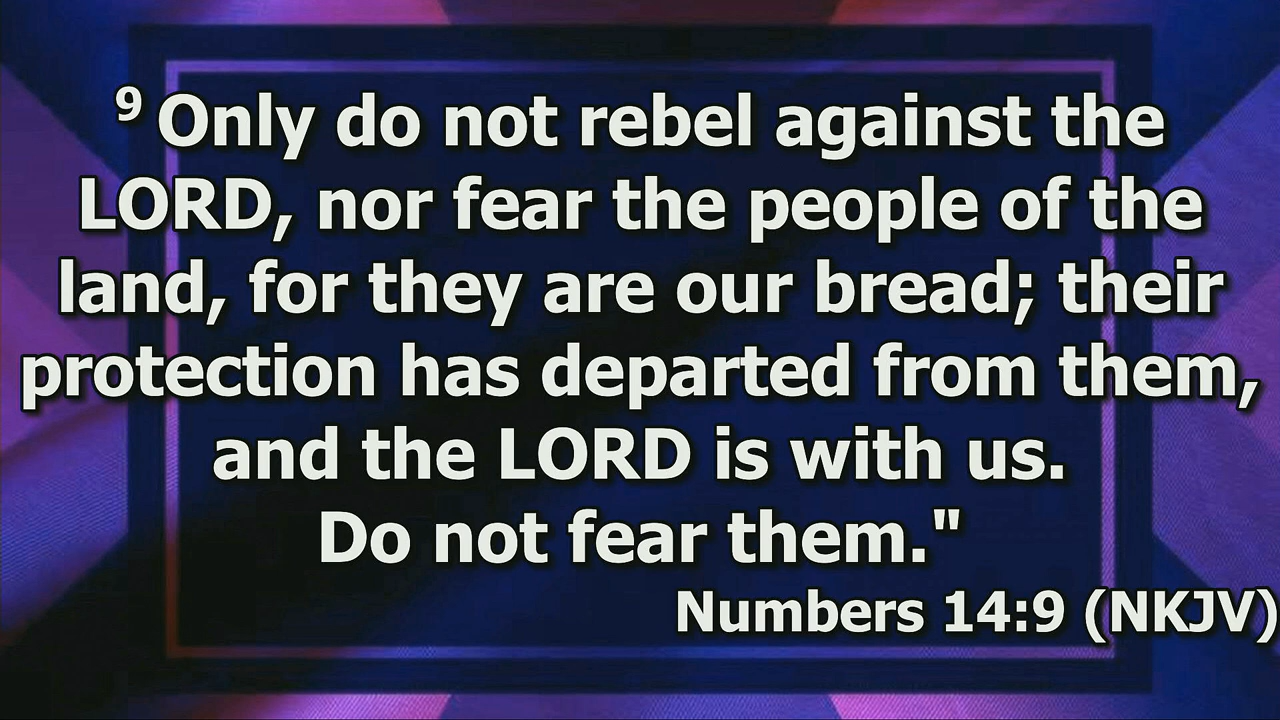 9 Only do not rebel against the
LORD, nor fear the people of the
land, for they are our bread; their
protection has departed from them,
and the LORD is with us.
Do not fear them."
Numbers 14:9 (NKJV)